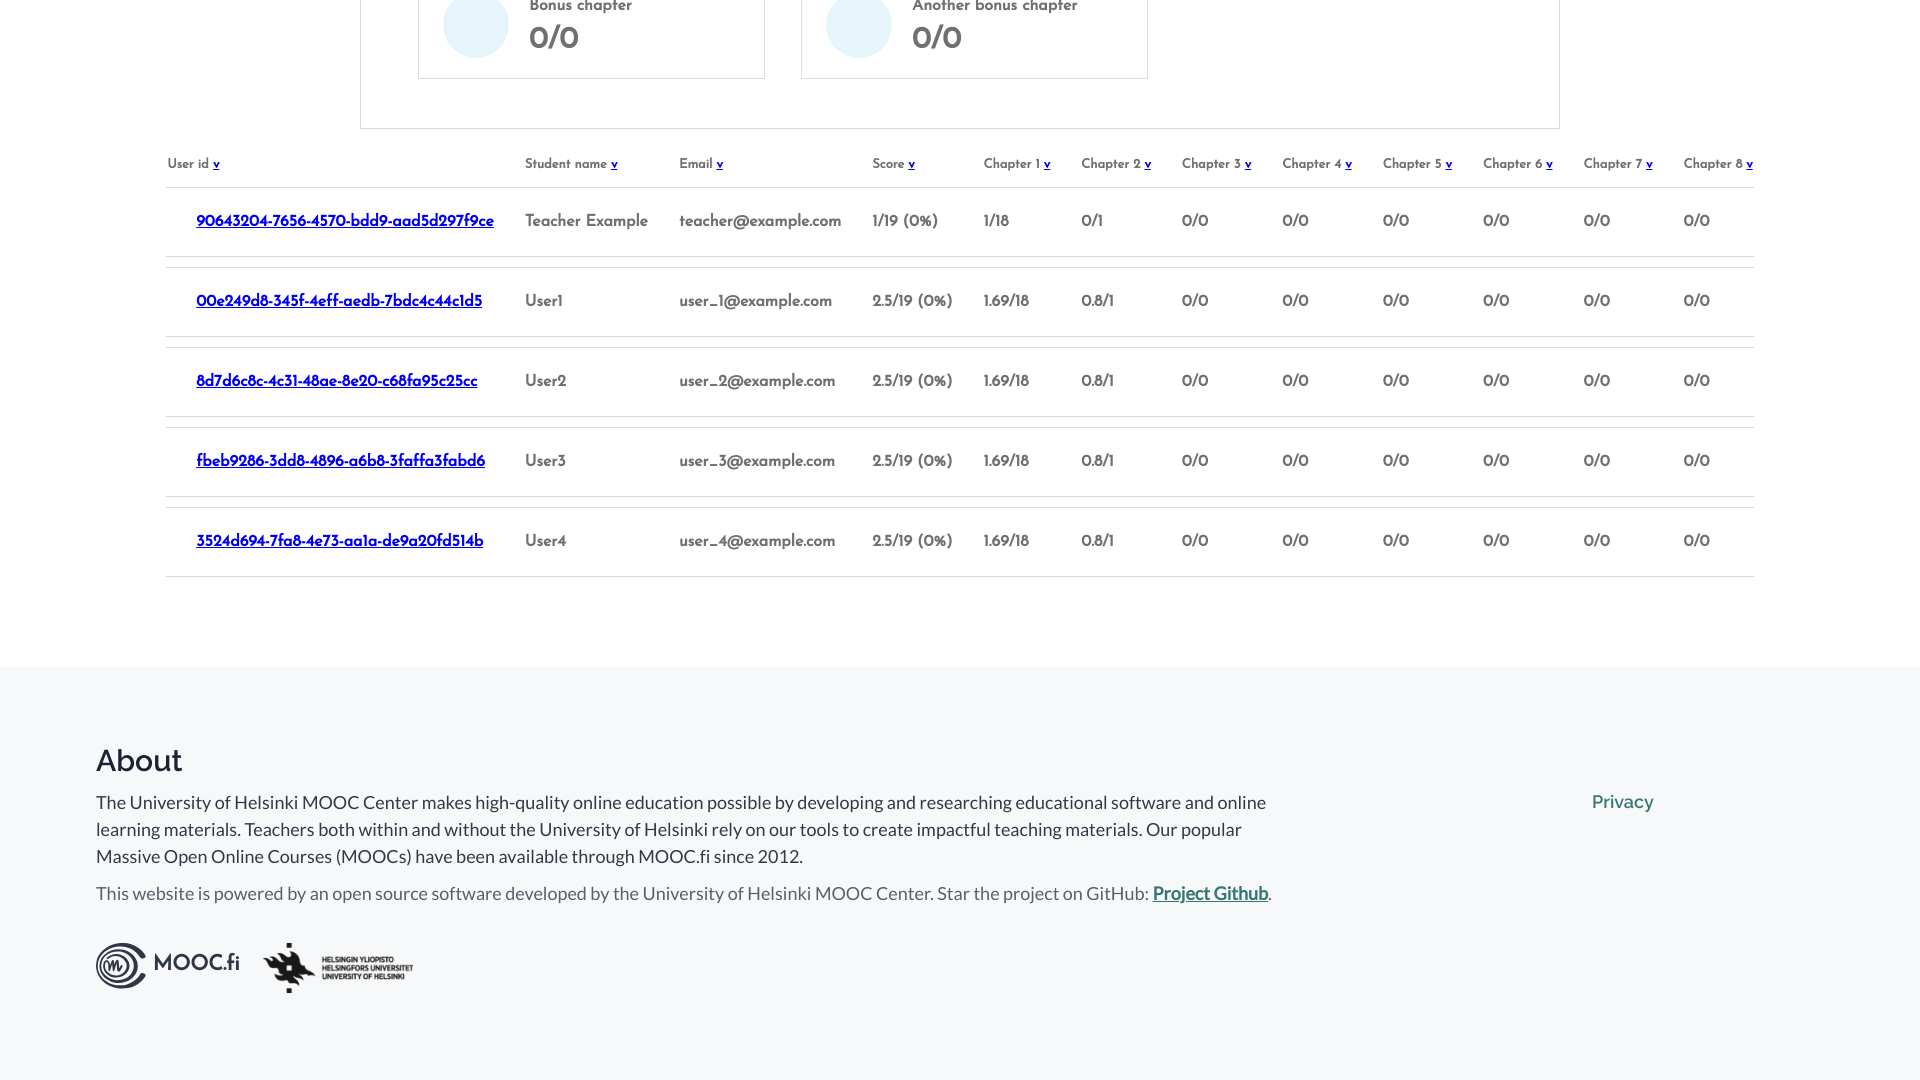 Bonus chapter
0/0
Another bonus chapter
0/0
User id v Student name v Email v Score v Chapter 1 v Chapter 2 v Chapter 3 v Chapter 4 v Chapter 5 v Chapter 6 v Chapter 7 v Chapter 8 v
90643204-7656-4570-bdd9-aad5d297f9ce Teacher Example teacher@example.com 1/19 (0%) 1/18 0/1 0/0 0/0 0/0 0/0 0/0 0/0
00e249d8-345f-4eff-aedb-7bdc4c44c1d5 User1 user_1@example.com 2.5/19 (0%) 1.69/18 0.8/1 0/0 0/0 0/0 0/0 0/0 0/0
8d7d6c8c-4c31-48ae-8e20-c68fa95c25cc User2 user_2@example.com 2.5/19 (0%) 1.69/18 0.8/1 0/0 0/0 0/0 0/0 0/0 0/0
fbeb9286-3dd8-4896-a6b8-3faffa3fabd6 User3 user_3@example.com 2.5/19 (0%) 1.69/18 0.8/1 0/0 0/0 0/0 0/0 0/0 0/0
3524d694-7fa8-4e73-aa1a-de9a20fd514b User4 user_4@example.com 2.5/19 (0%) 1.69/18 0.8/1 0/0 0/0 0/0 0/0 0/0 0/0
About
The University of Helsinki MOOC Center makes high-quality online education possible by developing and researching educational software and online
learning materials. Teachers both within and without the University of Helsinki rely on our tools to create impactful teaching materials. Our popular
Massive Open Online Courses (MOOCs) have been available through MOOC.fi since 2012.
This website is powered by an open source software developed by the University of Helsinki MOOC Center. Star the project on GitHub: Project Github.
Privacy
MOOC.fi
HELSINGIN YLIOPISTO
HELSINGFORS UNIVERSITET
UNIVERSITY OF HELSINKI